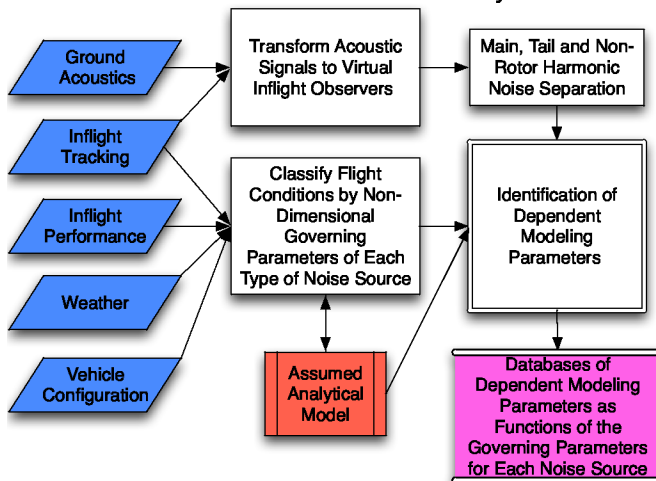 Ground
Acoustics
Transform Acoustic
Signals to Virtual
Inflight Observers
Main, Tail and Non-
Rotor Harmonic
Noise Separation
Inflight
Tracking
Classify Flight
Conditions by Non-
Dimensional
Governing
Parameters of Each
Type of Noise Source
Identification of
Dependent
Modeling
Parameters
Inflight
Performance
Weather
Vehicle
Configuration
Assumed
Analytical
Model
Databases of
Dependent Modeling
Parameters as
Functions of the
Governing Parameters
for Each Noise Source